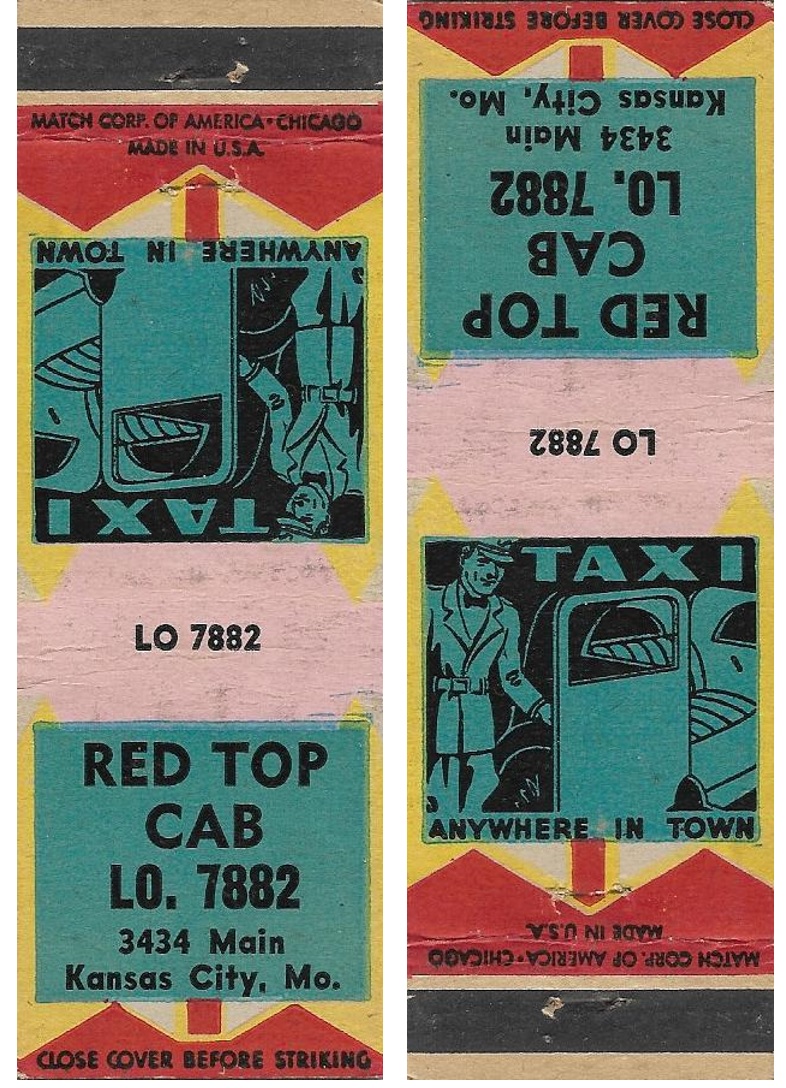 MATCH CORP. OF AMERICA • CHICAGO
MADE IN U.S.A.
ANYWHERE IN TOWN
TAXI
LO 7882
RED TOP
CAB
LO. 7882
3434 Main
Kansas City, Mo.
CLOSE COVER BEFORE STRIKING
CLOSE COVER BEFORE STRIKING
Kansas City, Mo.
3434 Main
LO. 7882
CAB
RED TOP
LO 7882
TAXI
ANYWHERE IN TOWN
MADE IN U.S.A.
MATCH CORP. OF AMERICA • CHICAGO